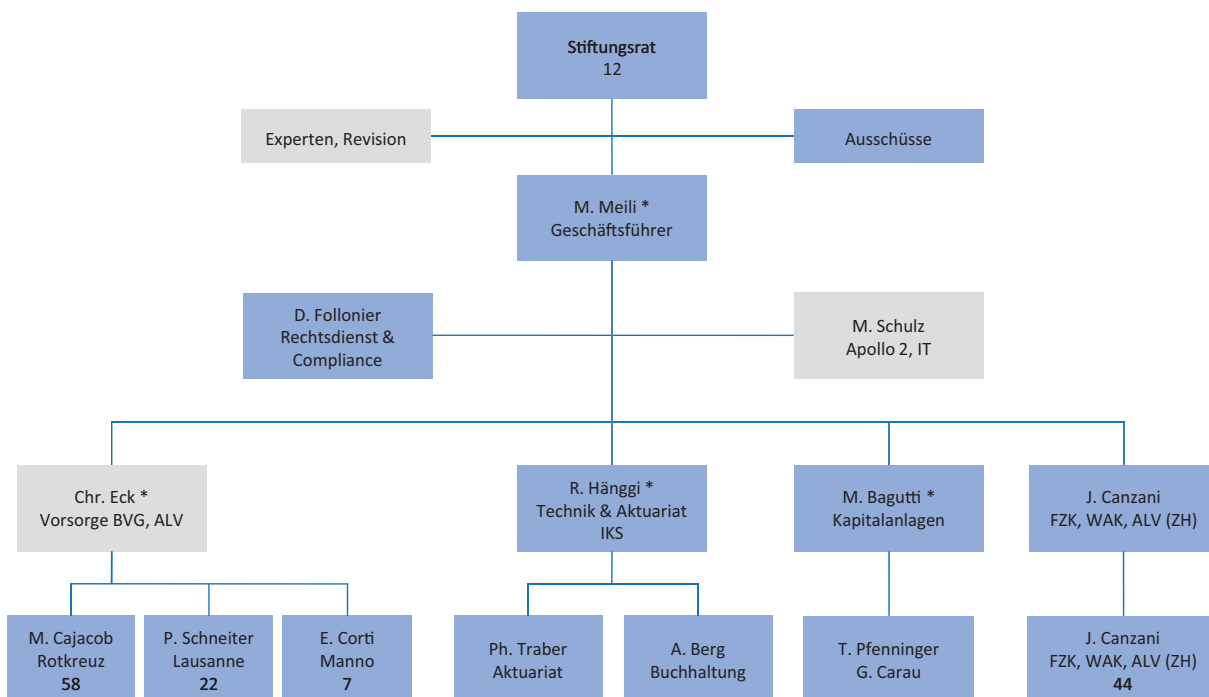 Stiftungsrat
12
Experten, Revision
Ausschüsse
M. Meili *
Geschäftsführer
D. Follonier
Rechtsdienst &
Compliance
M. Schulz
Apollo 2, IT
Chr. Eck *
Vorsorge BVG, ALV
R. Hänggi *
Technik & Aktuariat
IKS
M. Bagutti *
Kapitalanlagen
J. Canzani
FZK, WAK, ALV (ZH)
M. Cajacob
Rotkreuz
58
P. Schneiter
Lausanne
22
E. Corti
Manno
7
Ph. Traber
Aktuariat
A. Berg
Buchhaltung
T. Pfenninger
G. Carau
J. Canzani
FZK, WAK, ALV (ZH)
44